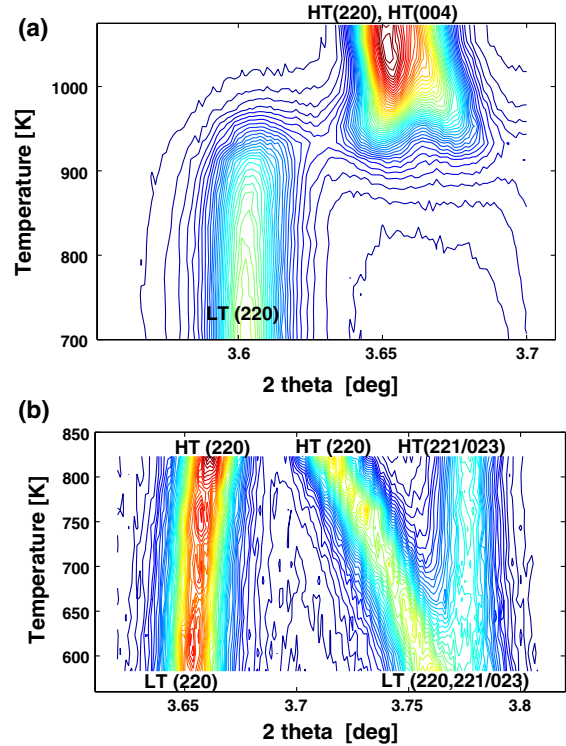 (a)
HT(220), HT(004)
1000
900
800
700
Temperature [K]
LT (220)
3.6
3.65
3.7
2 theta [deg]
(b)
850
800
750
700
650
600
Temperature [K]
HT (220)
HT (220)
HT(221/023)
LT (220)
LT (220,221/023)
3.65
3.7
3.75
3.8
2 theta [deg]